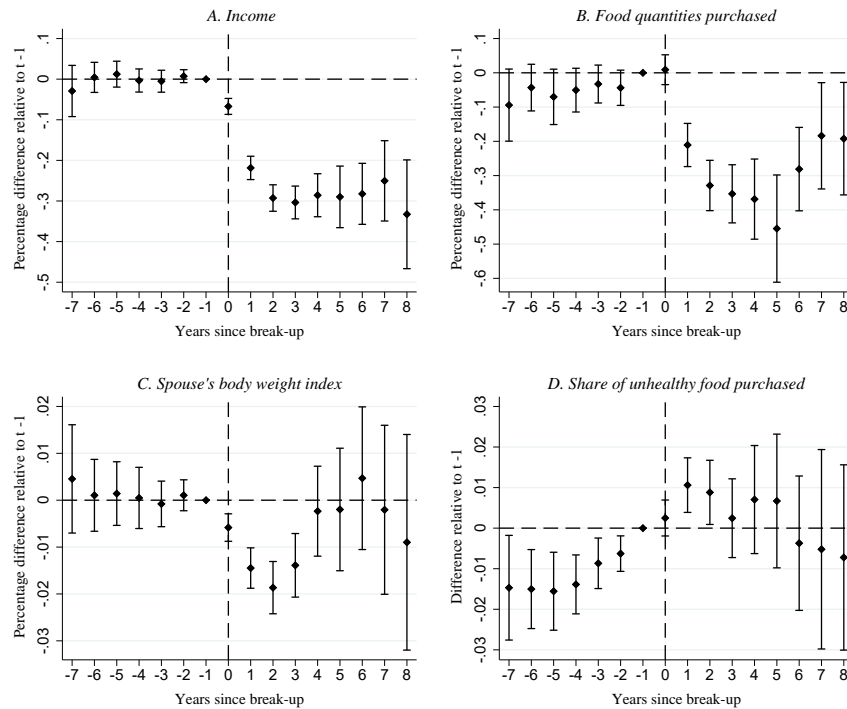 A. Income
Percentage difference relative to t -1
.1
0
-.1
-.2
-.3
-.4
-.5
-7 -6 -5 -4 -3 -2 -1 0 1 2 3 4 5 6 7 8
Years since break-up
B. Food quantities purchased
Percentage difference relative to t -1
.1
0
-.1
-.2
-.3
-.4
-.5
-.6
-7 -6 -5 -4 -3 -2 -1 0 1 2 3 4 5 6 7 8
Years since break-up
C. Spouse's body weight index
Percentage difference relative to t -1
.02
.01
0
-.01
-.02
-.03
-7 -6 -5 -4 -3 -2 -1 0 1 2 3 4 5 6 7 8
Years since break-up
D. Share of unhealthy food purchased
Difference relative to t -1
.03
.02
.01
0
-.01
-.02
-.03
-7 -6 -5 -4 -3 -2 -1 0 1 2 3 4 5 6 7 8
Years since break-up